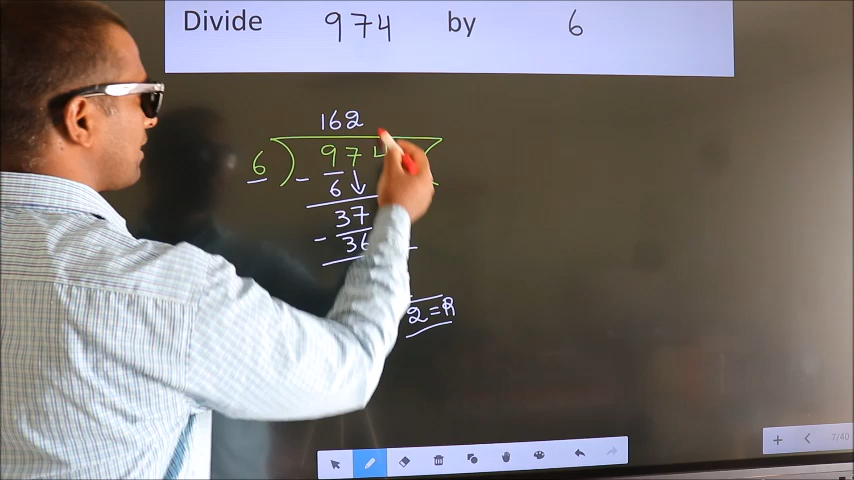 Divide 974 by 6
162
6 ) 974
- 6
37
- 36
2 = R
7/40